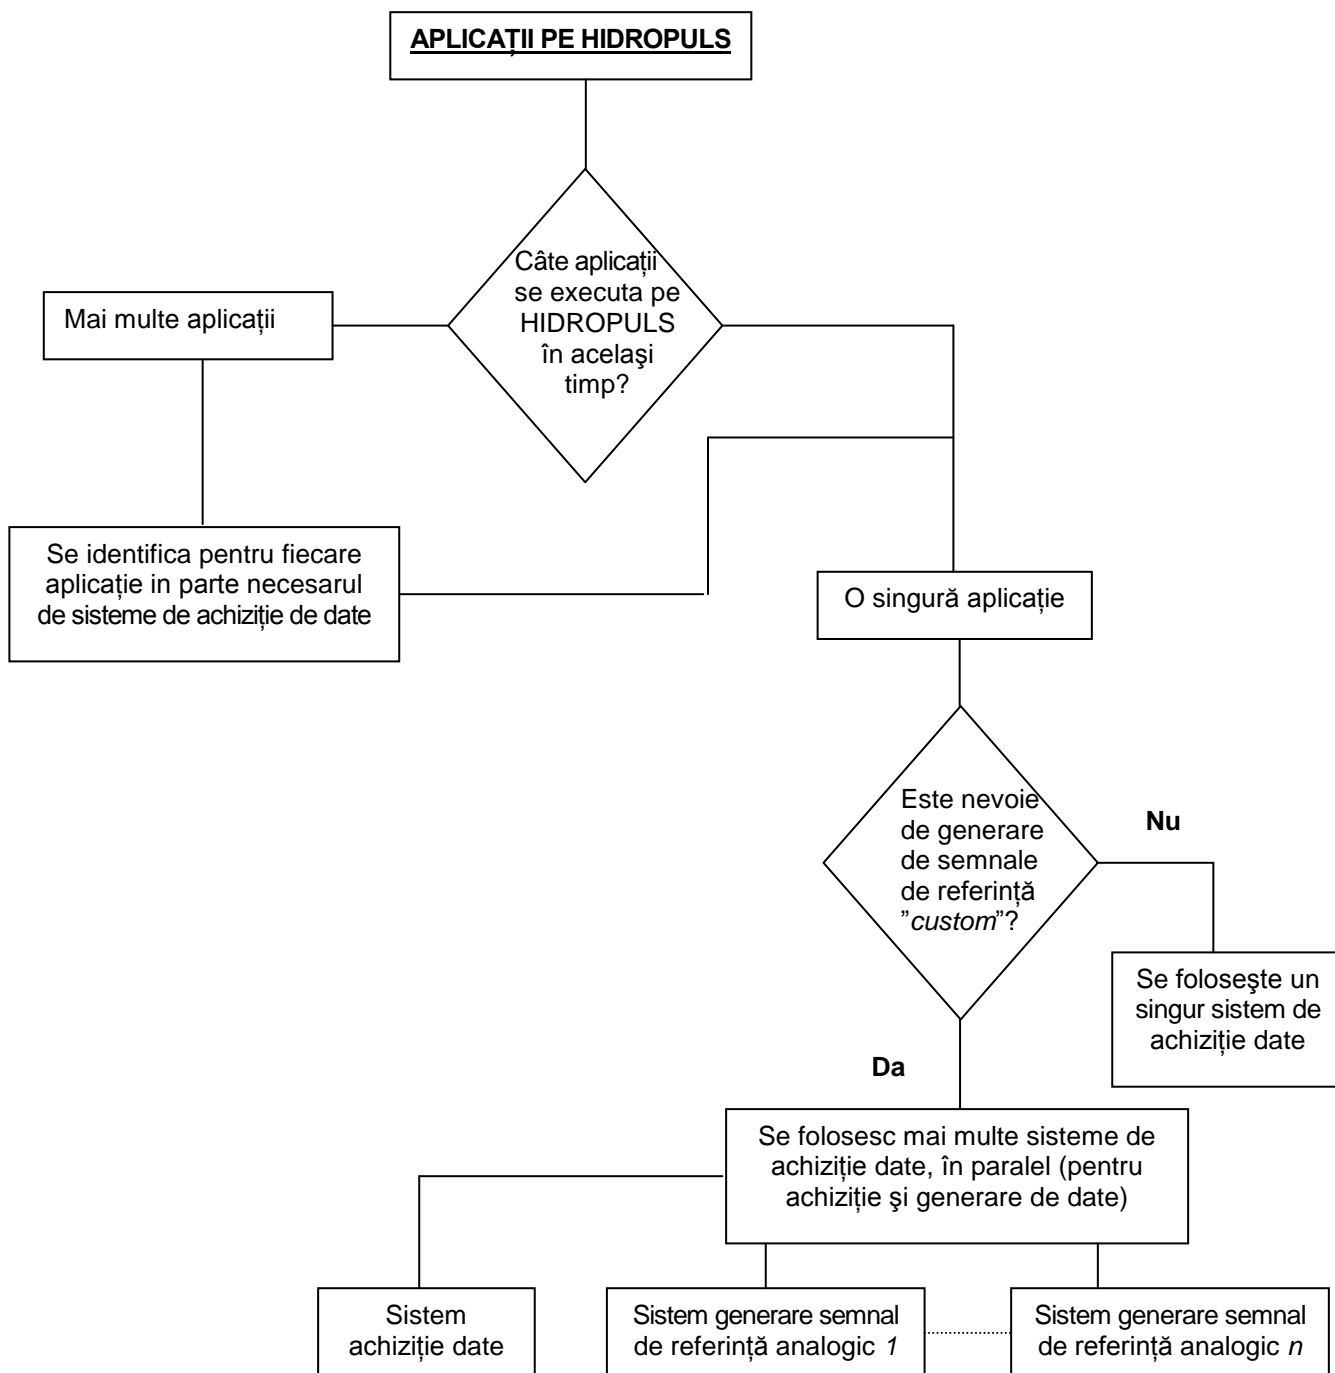 APLICAȚII PE HIDROPULS
Câte aplicații
se executa pe
HIDROPULS
în acelaşi
timp?
Mai multe aplicații
Se identifica pentru fiecare
aplicație in parte necesarul
de sisteme de achiziție de date
O singură aplicație
Este nevoie
de generare
de semnale
de referință
”custom”?
Nu
Se foloseşte un
singur sistem de
achiziție date
Da
Se folosesc mai multe sisteme de
achiziție date, în paralel (pentru
achiziție şi generare de date)
Sistem
achiziție date
Sistem generare semnal
de referință analogic 1
Sistem generare semnal
de referință analogic n